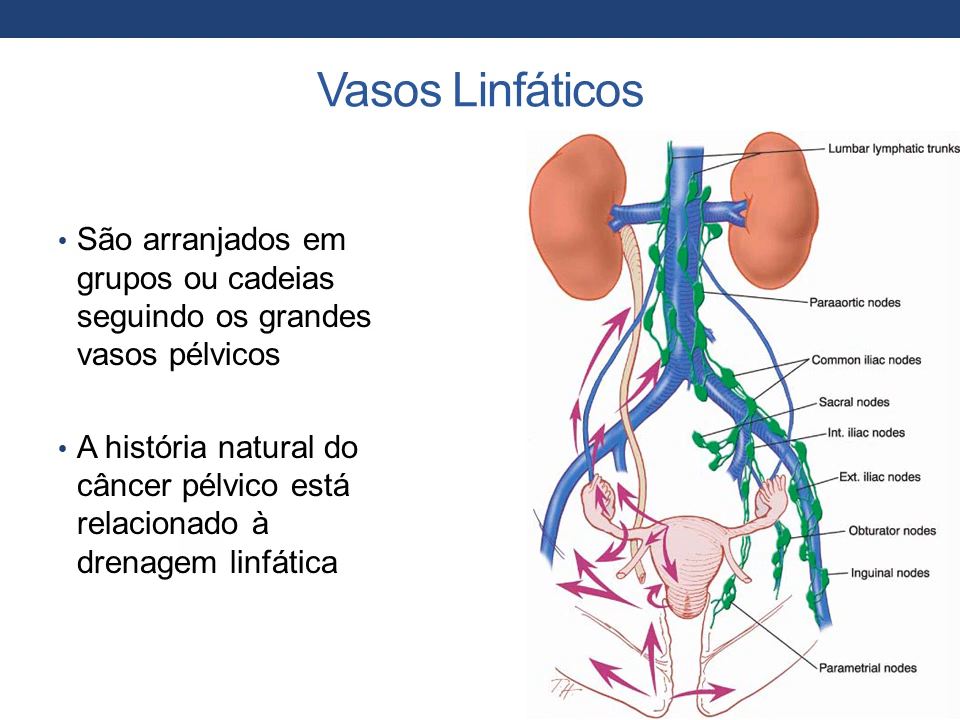 Vasos Linfáticos
• São arranjados em
grupos ou cadeias
seguindo os grandes
vasos pélvicos
• A história natural do
câncer pélvico está
relacionado à
drenagem linfática
Lumbar lymphatic trunks
Paraaortic nodes
Common iliac nodes
Sacral nodes
Int. iliac nodes
Ext. iliac nodes
Obturator nodes
Inguinal nodes
Parametrial nodes